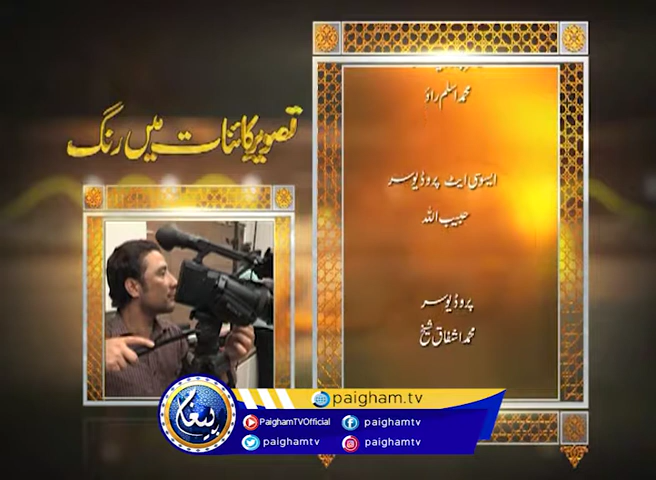 تصویرِ کائنات میں رنگ
محمد اسلم راؤ
ایسوسی ایٹ پروڈیوسر
حبیب اللہ
پروڈیوسر
محمد اشفاق شیخ
paigham.tv
پیغام
PaighamTVOfficial
paighamtv
paighamtv
paighamtv